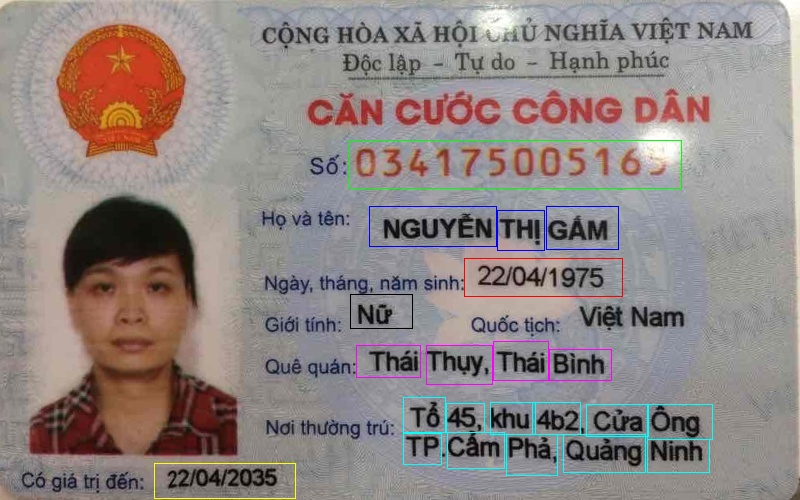 CỘNG HÒA XÃ HỘI CHỦ NGHĨA VIỆT NAM
Độc lập - Tự do - Hạnh phúc
CĂN CƯỚC CÔNG DÂN
Số: 034175005165
Họ và tên: NGUYỄN THỊ GẤM
Ngày, tháng, năm sinh: 22/04/1975
Giới tính: Nữ Quốc tịch: Việt Nam
Quê quán: Thái Thụy, Thái Bình
Nơi thường trú: Tổ 45, khu 4b2, Cửa Ông
TP.Cẩm Phả, Quảng Ninh
Có giá trị đến: 22/04/2035